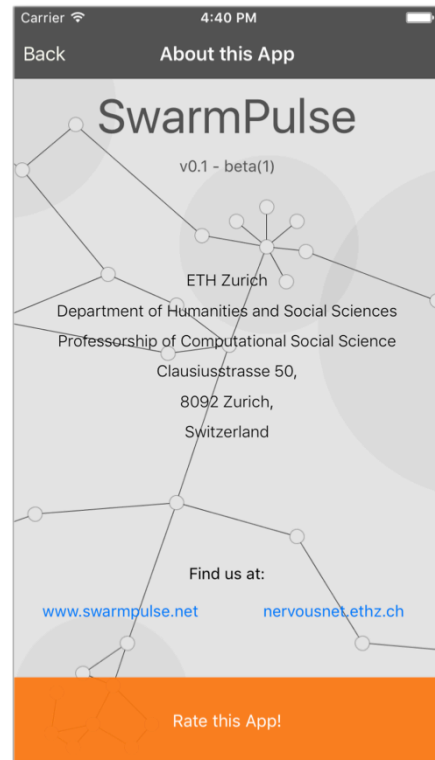 Carrier 4:40 PM
Back About this App
SwarmPulse
v0.1 - beta(1)
ETH Zurich
Department of Humanities and Social Sciences
Professorship of Computational Social Science
Clausiusstrasse 50,
8092 Zurich,
Switzerland
Find us at:
www.swarmpulse.net nervousnet.ethz.ch
Rate this App!